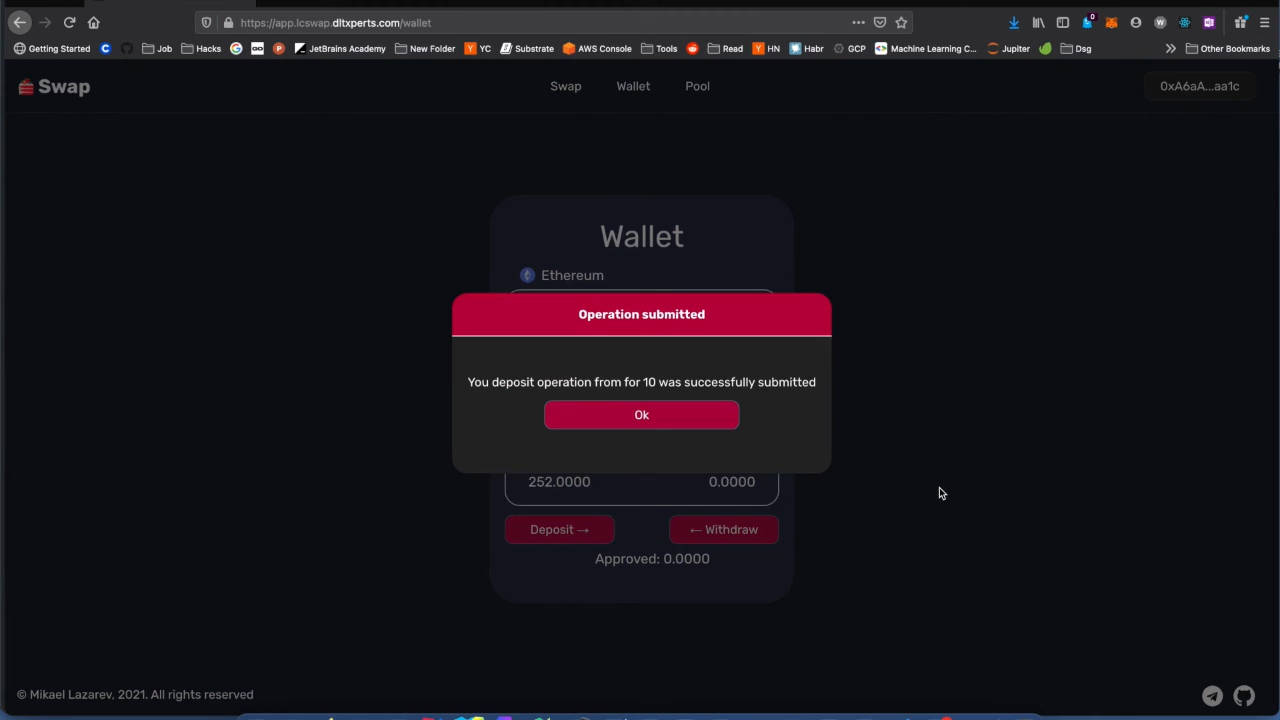 https://app.lcswap.dltxperts.com/wallet
0
W
N
Getting Started
C
Job
Hacks
G
P
JetBrains Academy
New Folder
Y YC
Substrate
AWS Console
Tools
Read
Y HN
Habr
GCP
Machine Learning C...
Jupiter
Dsg
Other Bookmarks
Swap
Swap
Wallet
Pool
0xA6aA...aa1c
Wallet
Ethereum
Operation submitted
You deposit operation from for 10 was successfully submitted
Ok
252.0000 0.0000
Deposit →
← Withdraw
Approved: 0.0000
© Mikael Lazarev, 2021. All rights reserved